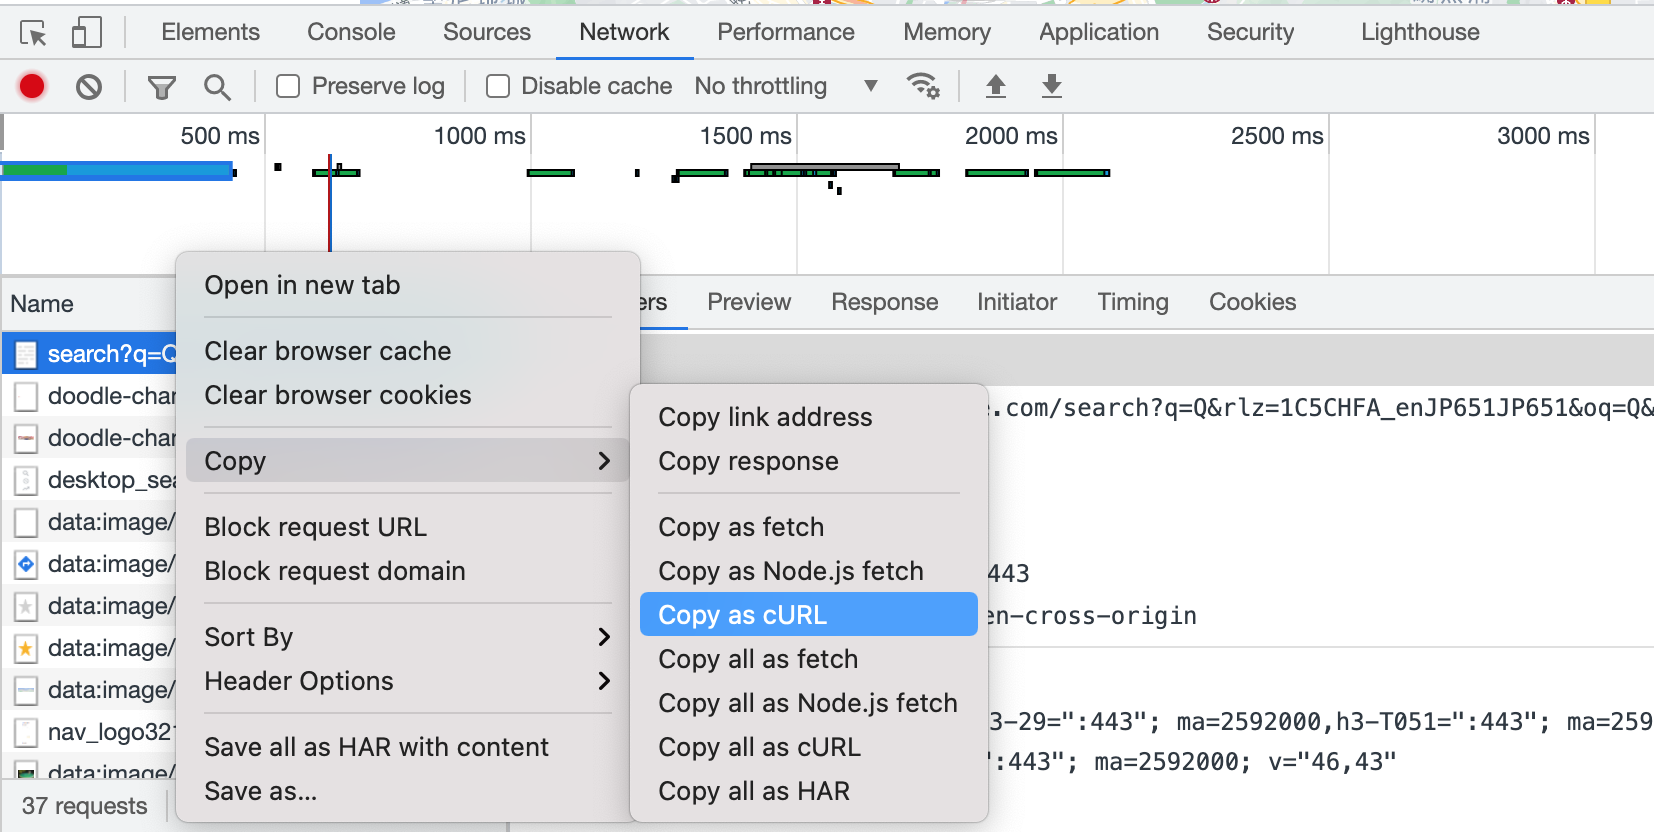 Elements Console Sources Network Performance Memory Application Security Lighthouse
Preserve log Disable cache No throttling
500 ms 1000 ms 1500 ms 2000 ms 2500 ms 3000 ms
Name
ers Preview Response Initiator Timing Cookies
search?q=Q
doodle-char
doodle-char
desktop_sea
data:image/
data:image/
data:image/
data:image/
data:image/
nav_logo321
data:image/
37 requests
Open in new tab
Clear browser cache
Clear browser cookies
Copy
Block request URL
Block request domain
Sort By
Header Options
Save all as HAR with content
Save as...
Copy link address
Copy response
Copy as fetch
Copy as Node.js fetch
Copy as cURL
Copy all as fetch
Copy all as Node.js fetch
Copy all as cURL
Copy all as HAR
e.com/search?q=Q&rlz=1C5CHFA_enJP651JP651&oq=Q&
443
en-cross-origin
3-29=":443"; ma=2592000,h3-T051=":443"; ma=259
":443"; ma=2592000; v="46,43"